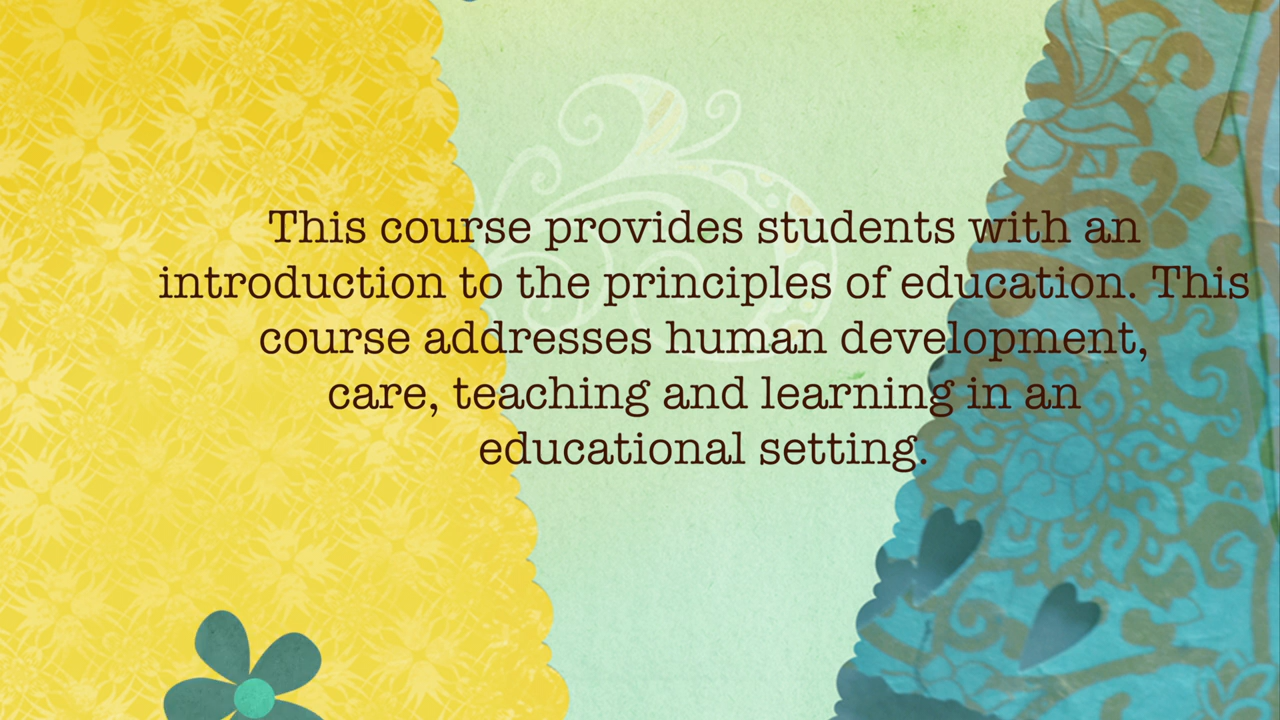 This course provides students with an
introduction to the principles of education. This
course addresses human development,
care, teaching and learning in an
educational setting.